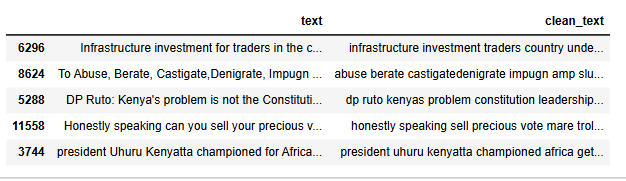 text clean_text
6296 Infrastructure investment for traders in the c... infrastructure investment traders country unde...
8624 To Abuse, Berate, Castigate,Denigrate, Impugn ... abuse berate castigatedenigrate impugn amp slu...
5288 DP Ruto: Kenya's problem is not the Constituti... dp ruto kenyas problem constitution leadership...
11558 Honestly speaking can you sell your precious v... honestly speaking sell precious vote mare trol...
3744 president Uhuru Kenyatta championed for Africa... president uhuru kenyatta championed africa get...